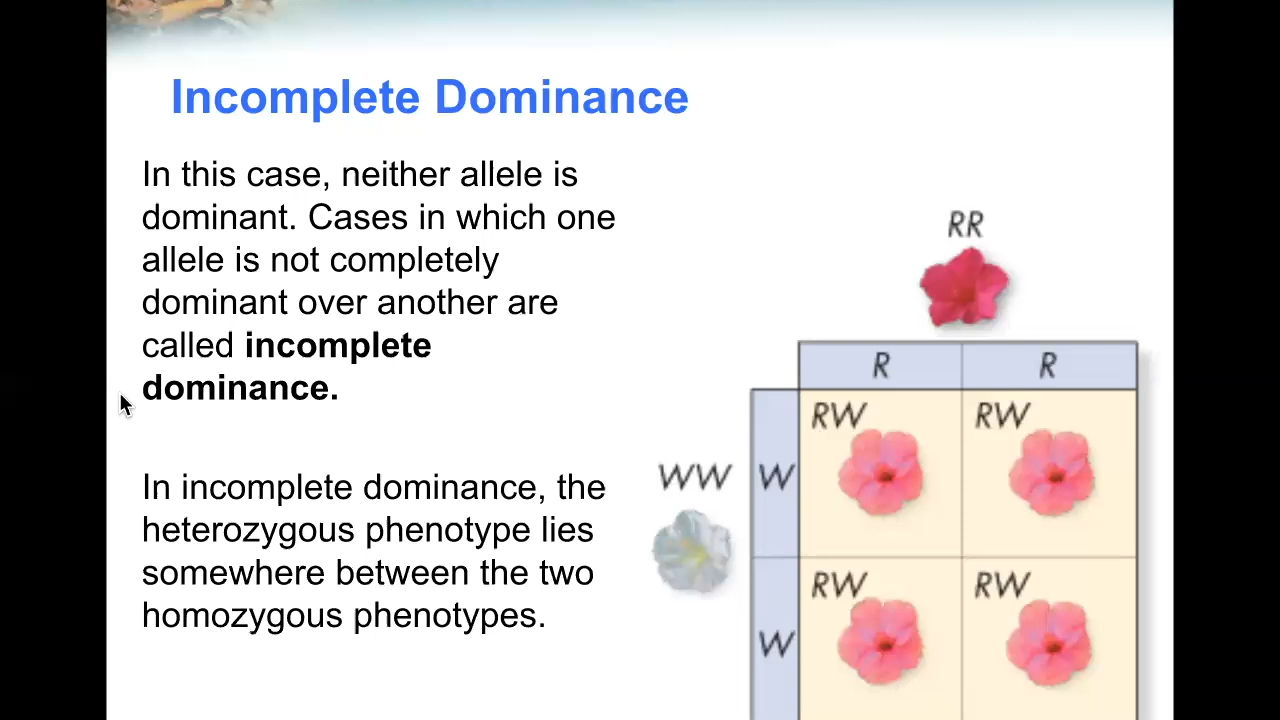 Incomplete Dominance
In this case, neither allele is
dominant. Cases in which one
allele is not completely
dominant over another are
called incomplete
dominance.
In incomplete dominance, the
heterozygous phenotype lies
somewhere between the two
homozygous phenotypes.
RR
R R
RW RW
WW W
RW RW
W